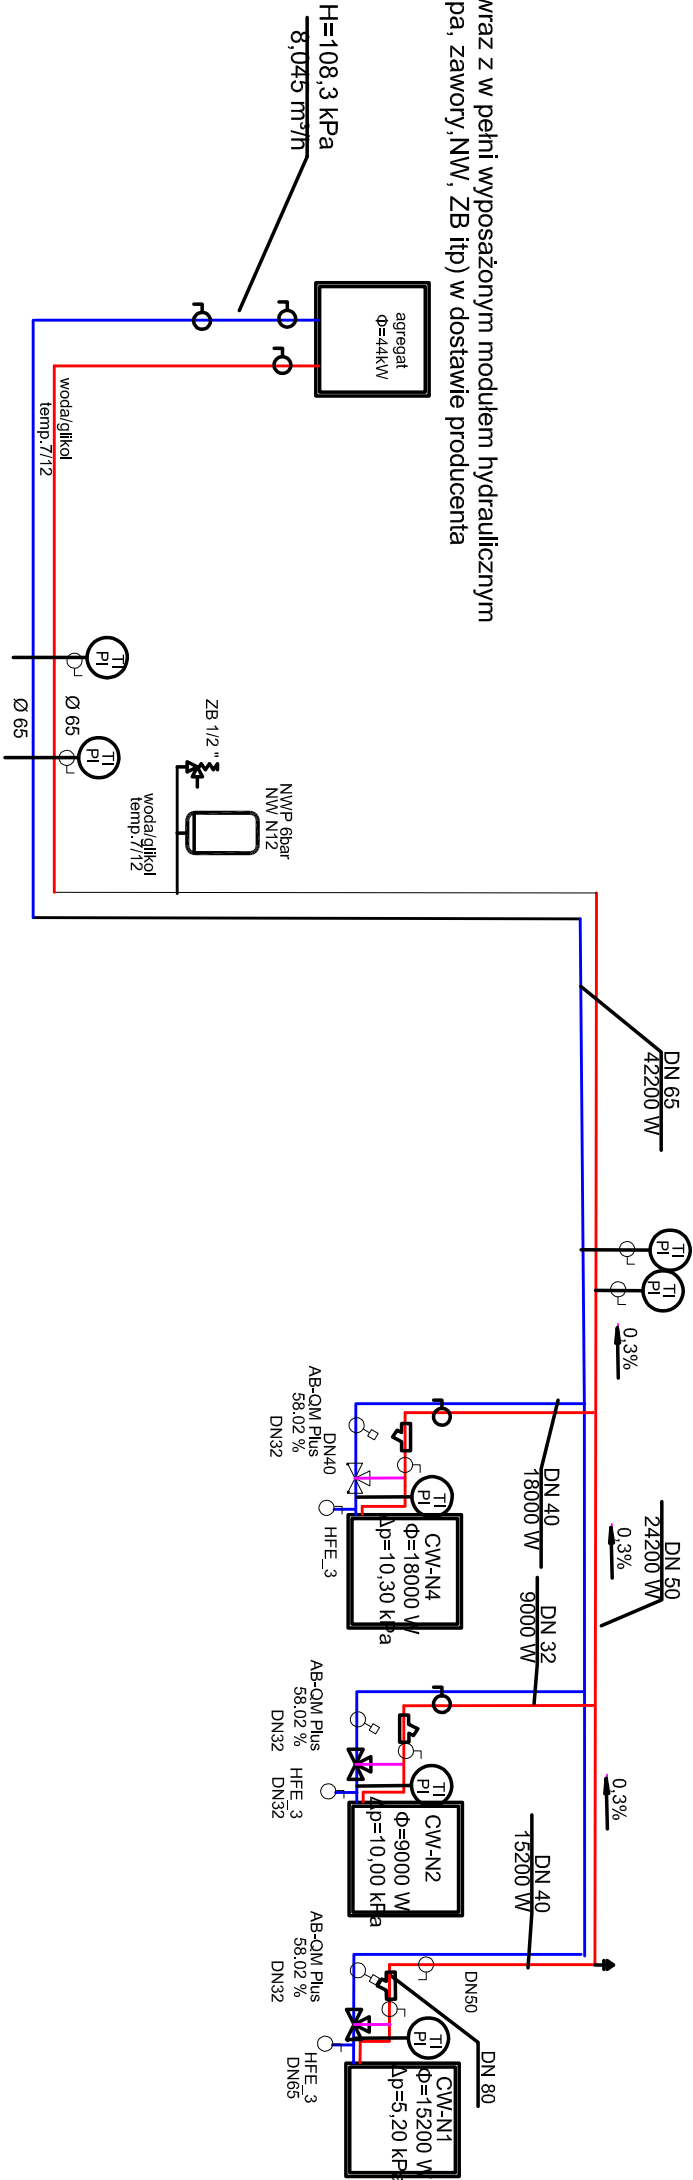 wraz z w pełni wyposażonym modułem hydraulicznym
pa, zawory,NW, ZB itp) w dostawie producenta
H=108,3 kPa
8,045 m³/h
agregat
Φ=44kW
woda/glikol
temp.7/12
TI
PI
Ø 65
Ø 65
TI
PI
ZB 1/2 "
NWP 6bar
NW N12
woda/glikol
temp.7/12
DN 65
42200 W
TI
PI
TI
PI
0,3%
DN 40
18000 W
DN 50
24200 W
0,3%
AB-QM Plus
58.02 %
DN32
DN40
HFE_3
TI
PI
CW-N4
Φ=18000 W
Δp=10,30 kPa
DN 32
9000 W
0,3%
AB-QM Plus
58.02 %
DN32
HFE_3
DN32
TI
PI
CW-N2
Φ=9000 W
Δp=10,00 kPa
DN 40
15200 W
AB-QM Plus
58.02 %
DN32
DN50
DN 80
HFE_3
DN65
TI
PI
CW-N1
Φ=15200 W
Δp=5,20 kPa